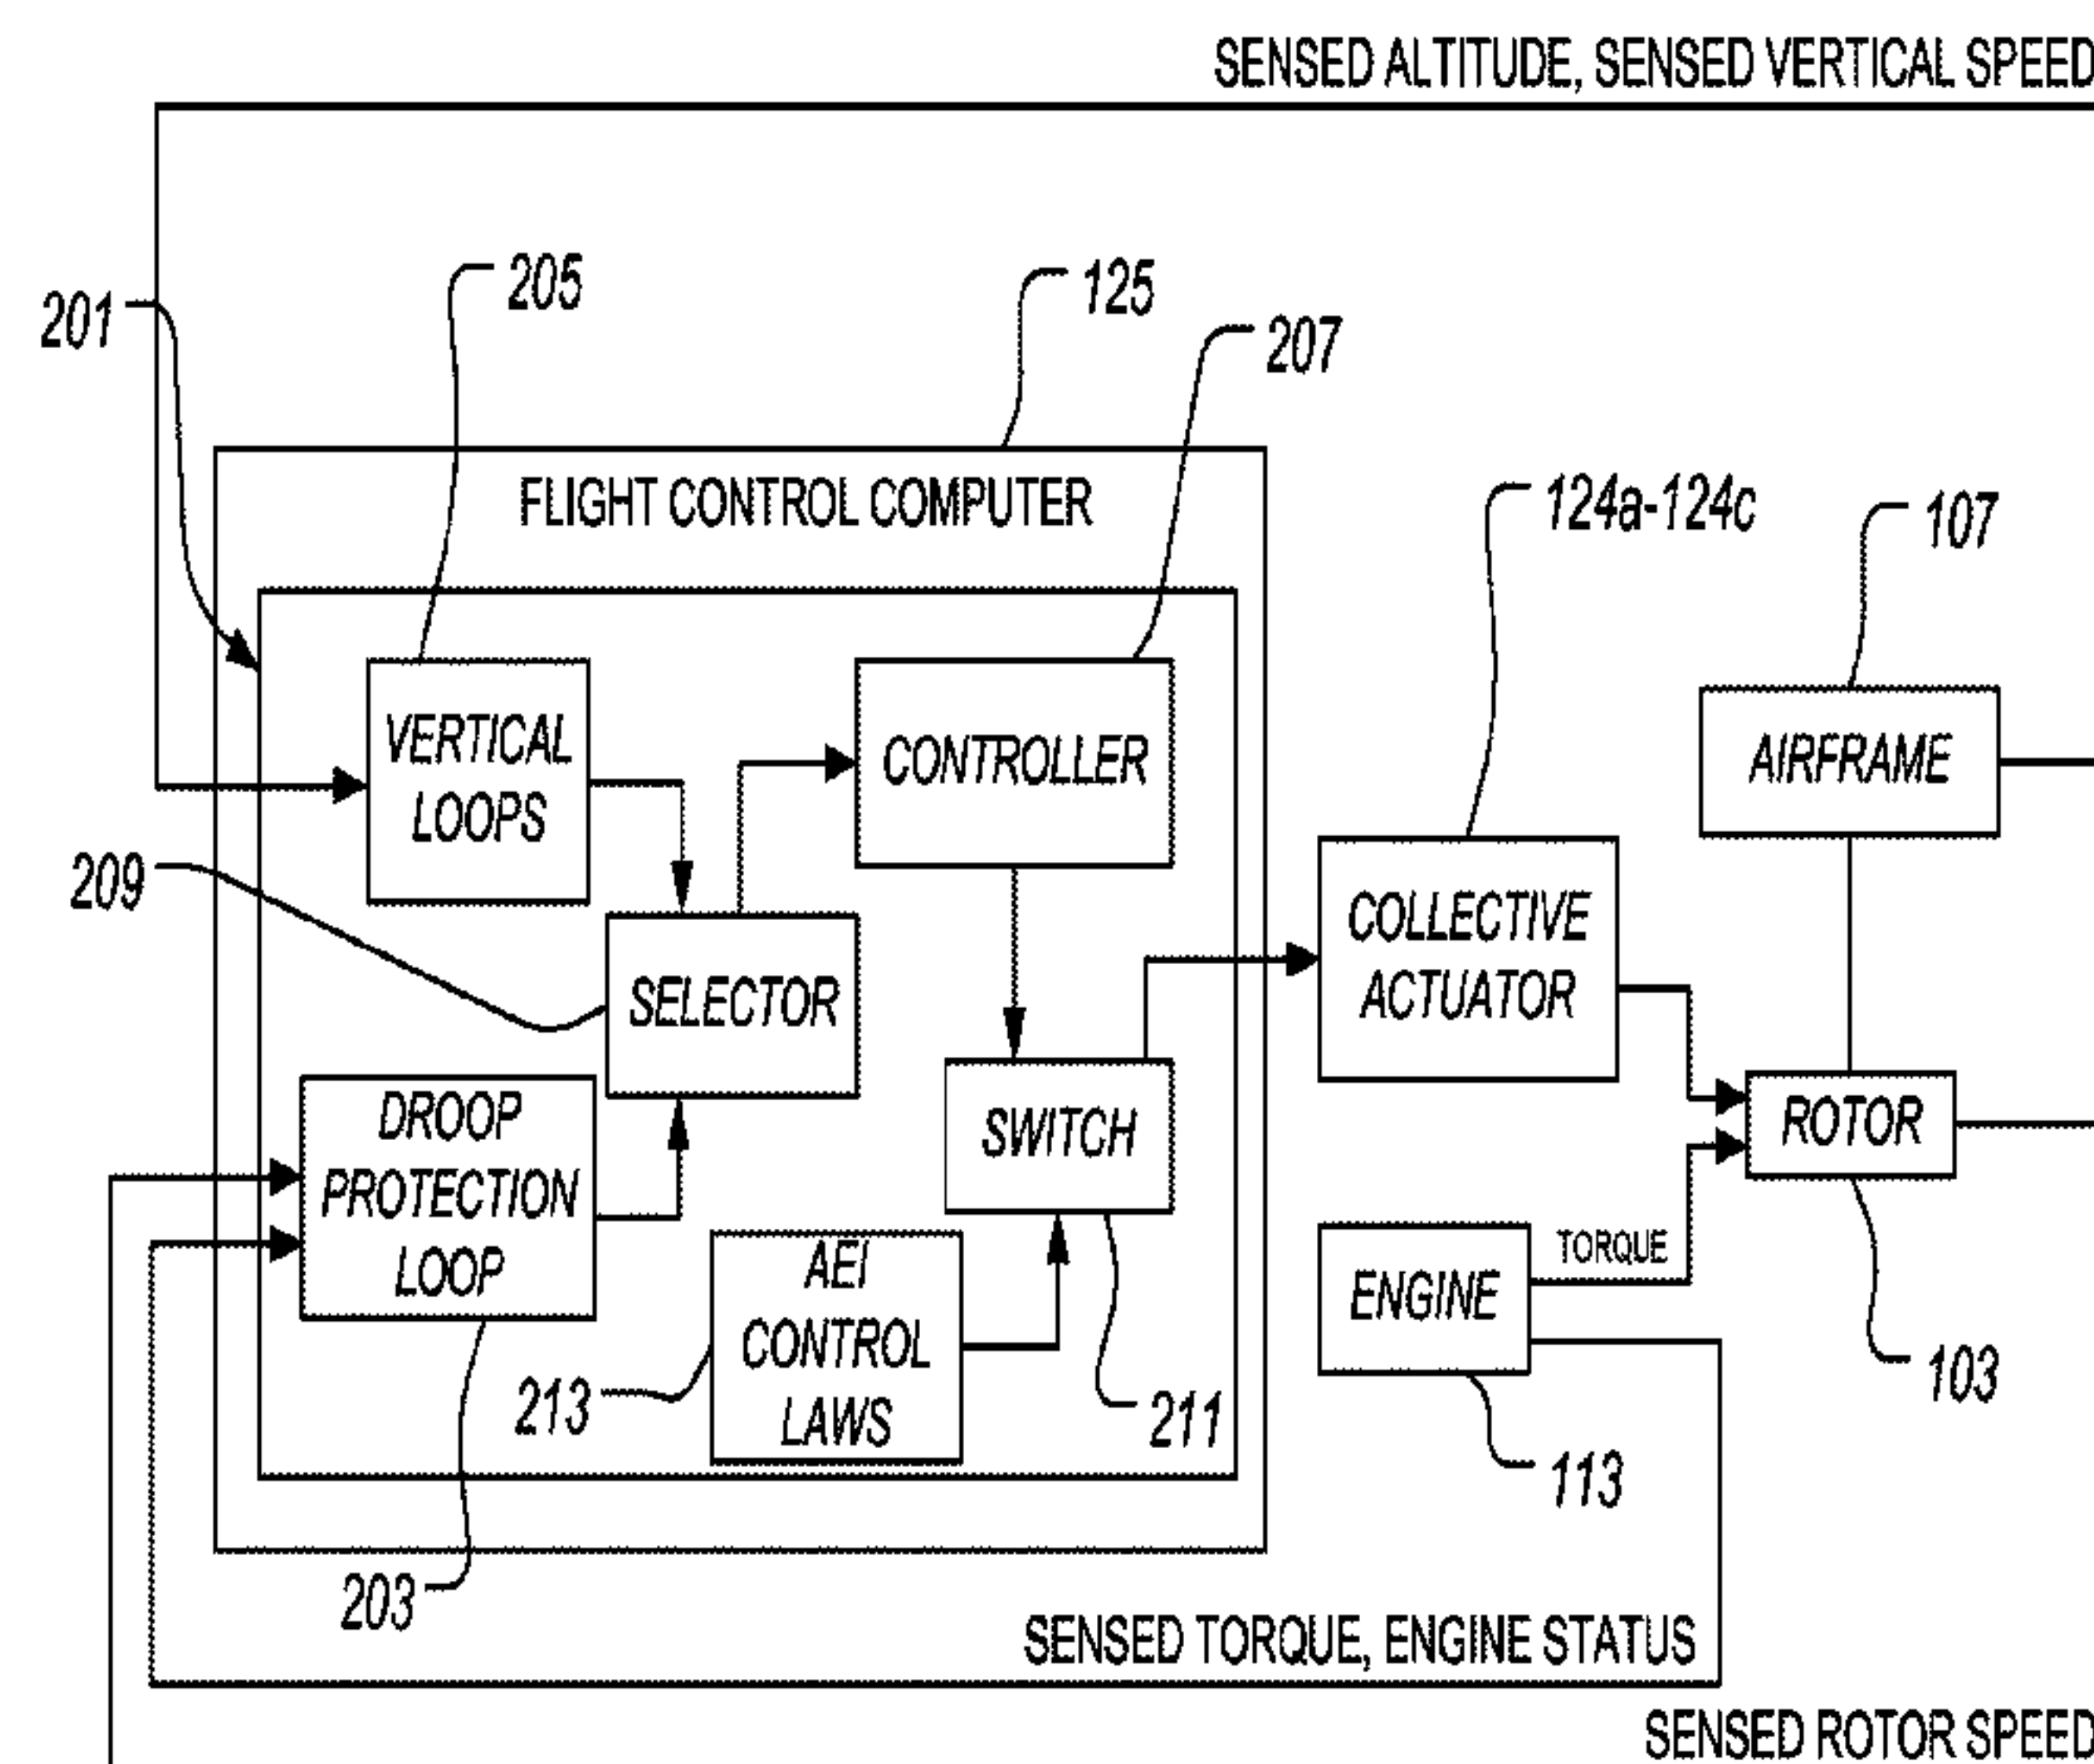 SENSED ALTITUDE, SENSED VERTICAL SPEED
201
205
125
207
FLIGHT CONTROL COMPUTER
124a-124c
107
VERTICAL
LOOPS
CONTROLLER
AIRFRAME
209
SELECTOR
COLLECTIVE
ACTUATOR
DROOP
PROTECTION
LOOP
SWITCH
ROTOR
AEI
CONTROL
LAWS
ENGINE
TORQUE
213
211
103
113
203
SENSED TORQUE, ENGINE STATUS
SENSED ROTOR SPEED